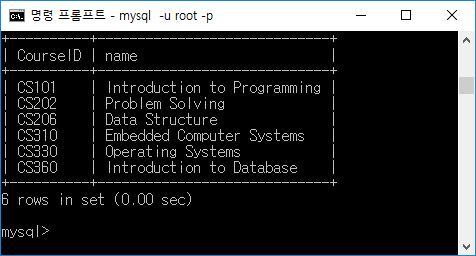 명령 프롬프트 - mysql -u root -p
+----------+-----------------------------+
| CourseID | name                        |
+----------+-----------------------------+
| CS101    | Introduction to Programming |
| CS202    | Problem Solving             |
| CS206    | Data Structure              |
| CS310    | Embedded Computer Systems   |
| CS330    | Operating Systems           |
| CS360    | Introduction to Database    |
+----------+-----------------------------+
6 rows in set (0.00 sec)
mysql>